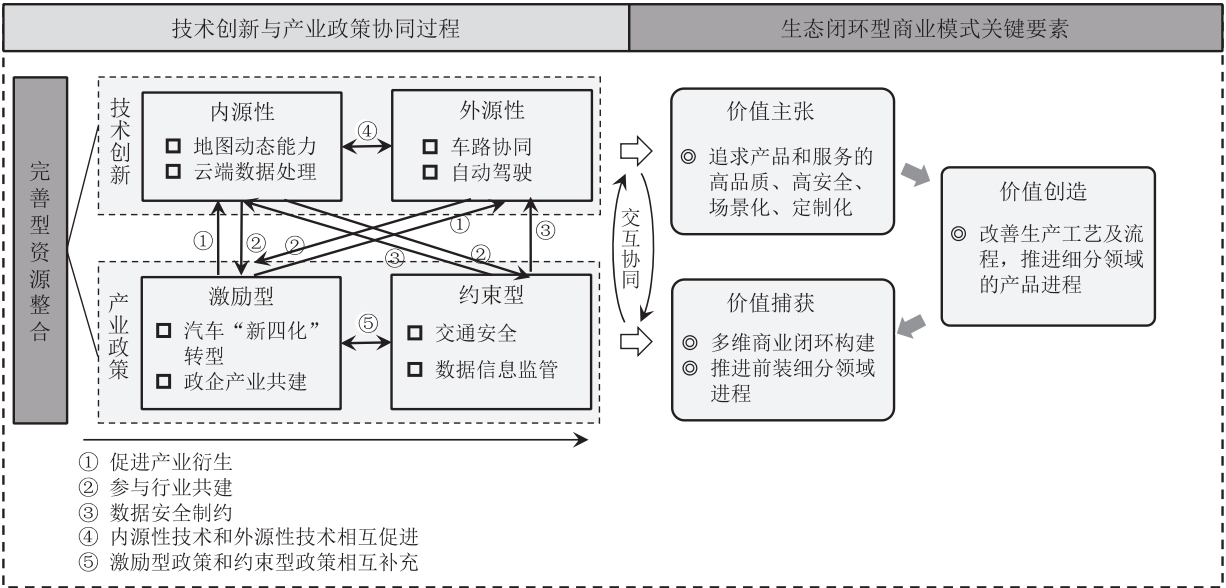 技术创新与产业政策协同过程
生态闭环型商业模式关键要素
完善型资源整合
技术创新
内源性
地图动态能力
云端数据处理
④
外源性
车路协同
自动驾驶
①
②
②
③
①
②
③
产业政策
激励型
汽车“新四化”
转型
政企产业共建
⑤
约束型
交通安全
数据信息监管
交互协同
价值主张
◎ 追求产品和服务的
高品质、高安全、
场景化、定制化
价值创造
◎ 改善生产工艺及流
程，推进细分领域
的产品进程
价值捕获
◎ 多维商业闭环构建
◎ 推进前装细分领域
进程
① 促进产业衍生
② 参与行业共建
③ 数据安全制约
④ 内源性技术和外源性技术相互促进
⑤ 激励型政策和约束型政策相互补充